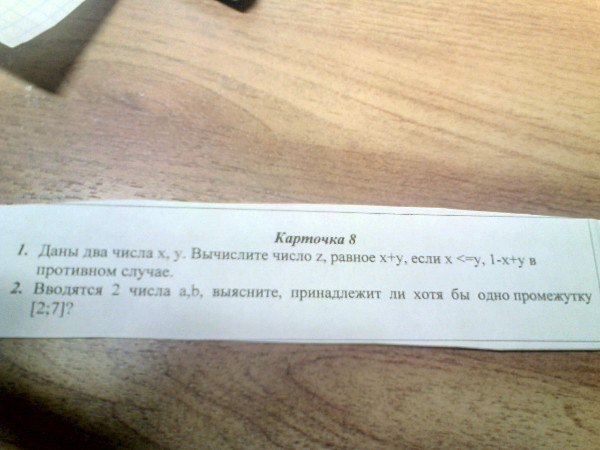 Карточка 8
1. Даны два числа x, y. Вычислите число z, равное x+y, если x <=y, 1-x+y в
противном случае.
2. Вводятся 2 числа a,b, выясните, принадлежит ли хотя бы одно промежутку
[2;7]?